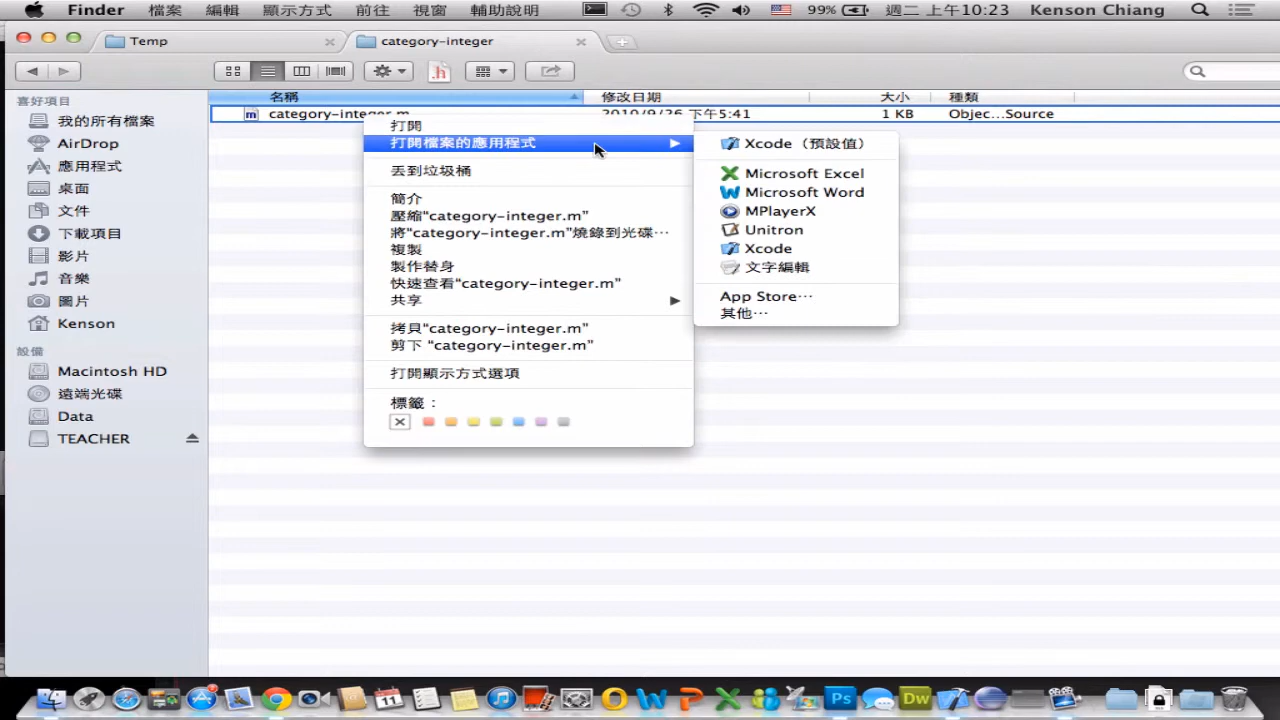 Finder 檔案 編輯 顯示方式 前往 視窗 輔助說明 99% 週二 上午10:23 Kenson Chiang
Temp
category-integer
.h
名稱 修改日期 大小 種類
category-integer.m 2010/9/26 下午5:41 1 KB Objec...Source
喜好項目
我的所有檔案
AirDrop
應用程式
桌面
文件
下載項目
影片
音樂
圖片
Kenson
設備
Macintosh HD
遠端光碟
Data
TEACHER
打開
打開檔案的應用程式
丟到垃圾桶
簡介
壓縮“category-integer.m”
將“category-integer.m”燒錄到光碟⋯
複製
製作替身
快速查看“category-integer.m”
共享
拷貝“category-integer.m”
剪下 “category-integer.m”
打開顯示方式選項
標籤：
Xcode（預設值）
Microsoft Excel
Microsoft Word
MPlayerX
Unitron
Xcode
文字編輯
App Store⋯
其他⋯
11
Ps
Dw